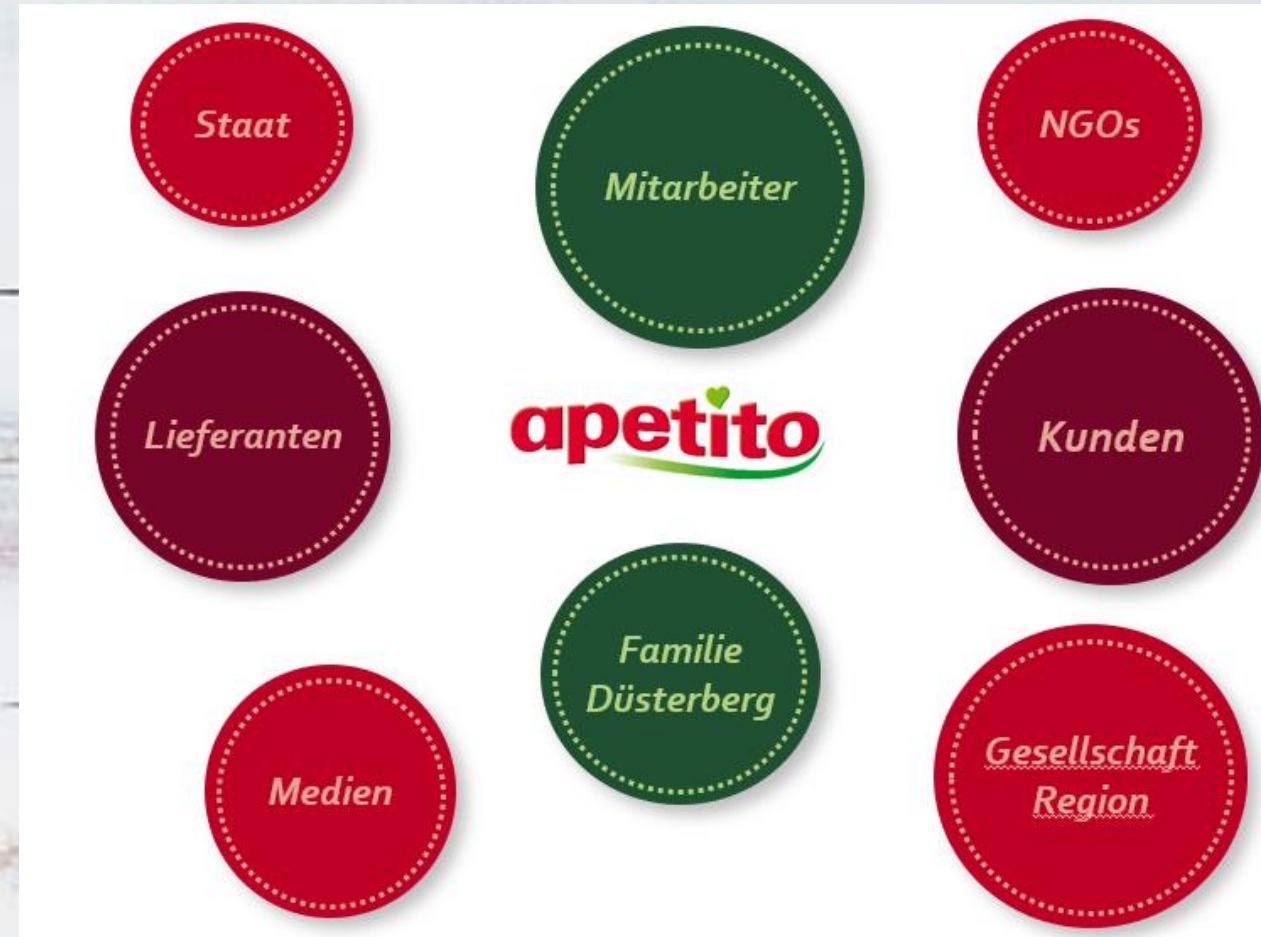 Staat
Mitarbeiter
NGOs
Lieferanten
apetito
Kunden
Familie
Düsterberg
Medien
Gesellschaft
Region